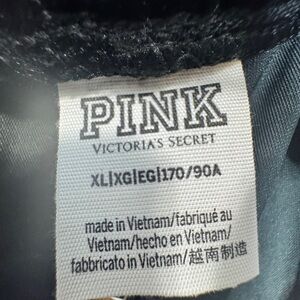 PINK
VICTORIA'S SECRET
XL|XG|EG|170/90A
made in Vietnam/fabriqué au
Vietnam/hecho en Vietnam/
fabbricato in Vietnam/越南制造